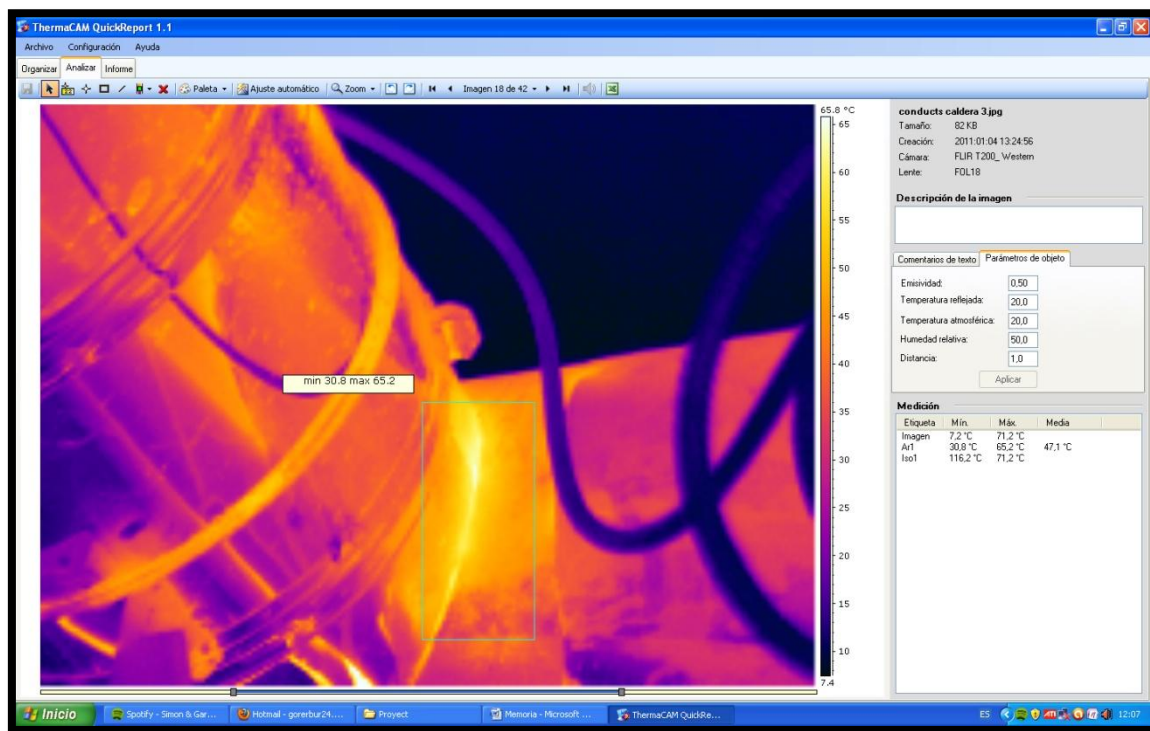 ThermaCAM QuickReport 1.1
Archivo Configuración Ayuda
Organizar Analizar Informe
Paleta Ajuste automático Zoom Imagen 18 de 42
65.8 °C
65
60
55
50
45
40
35
30
25
20
15
10
7.4
min 30.8 max 65.2
conducts caldera 3.jpg
Tamaño: 82 KB
Creación: 2011:01:04 13:24:56
Cámara: FLIR T200_ Western
Lente: FOL18
Descripción de la imagen
Comentarios de texto Parámetros de objeto
Emisividad: 0,50
Temperatura reflejada: 20,0
Temperatura atmosférica: 20,0
Humedad relativa: 50,0
Distancia: 1,0
Aplicar
Medición
Etiqueta Mín. Máx. Media
Imagen 7,2 °C 71,2 °C
Ar1 30,8 °C 65,2 °C 47,1 °C
Iso1 116,2 °C 71,2 °C
Inicio Spotify - Simon & Gar... Hotmail - gorerbur24.... Proyect Memoria - Microsoft ... ThermaCAM QuickRe... ES 12:07